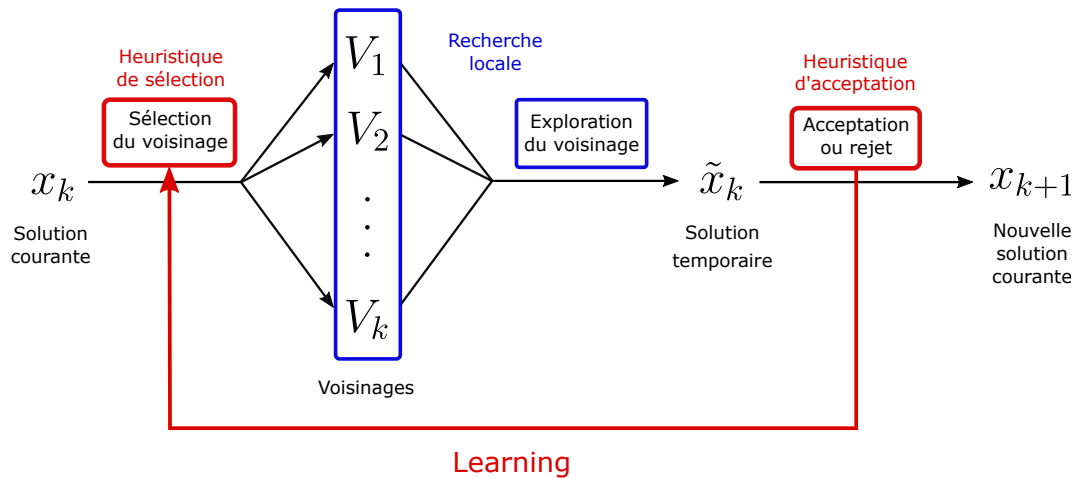 Heuristique
de sélection
Sélection
du voisinage
x_k
Solution
courante
V_1
V_2
.
.
.
V_k
Voisinages
Recherche
locale
Exploration
du voisinage
x̃_k
Solution
temporaire
Heuristique
d'acceptation
Acceptation
ou rejet
x_{k+1}
Nouvelle
solution
courante
Learning